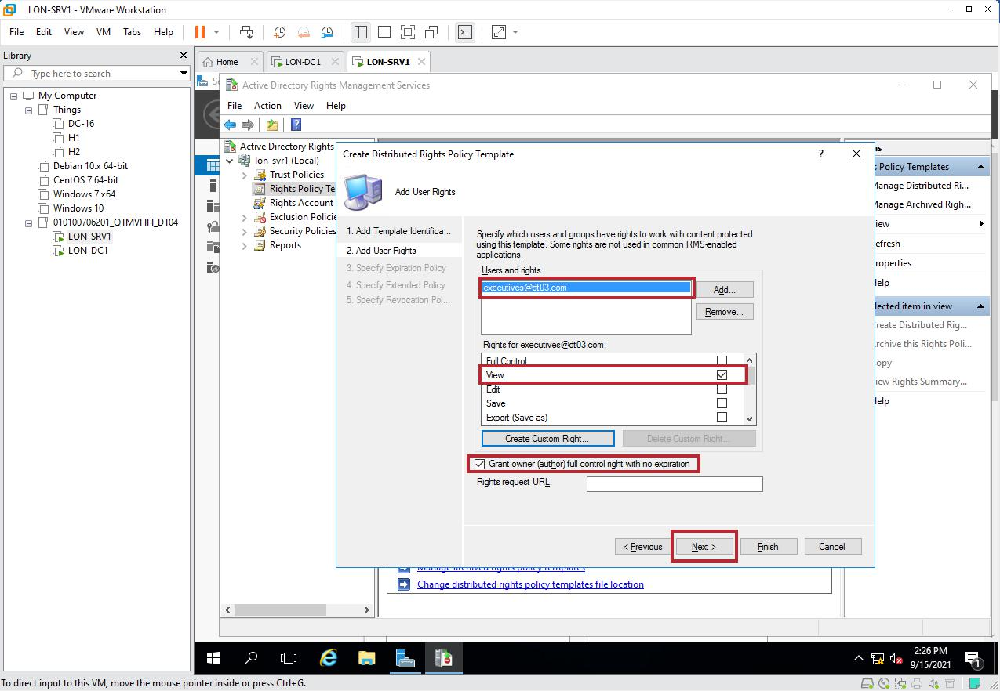 LON-SRV1 - VMware Workstation
File Edit View VM Tabs Help
Library
Type here to search
My Computer
Things
DC-16
H1
H2
Debian 10.x 64-bit
CentOS 7 64-bit
Windows 7 x64
Windows 10
010100706201_QTMVHH_DT04
LON-SRV1
LON-DC1
Home
LON-DC1
LON-SRV1
Active Directory Rights Management Services
File Action View Help
Active Directory Rights
lon-svr1 (Local)
Trust Policies
Rights Policy Te
Rights Account
Exclusion Policie
Security Policies
Reports
Create Distributed Rights Policy Template
?
Add User Rights
1. Add Template Identifica...
2. Add User Rights
3. Specify Expiration Policy
4. Specify Extended Policy
5. Specify Revocation Pol...
Specify which users and groups have rights to work with content protected
using this template. Some rights are not used in common RMS-enabled
applications.
Users and rights
executives@dt03.com
Add...
Remove...
Rights for executives@dt03.com:
Full Control
View
Edit
Save
Export (Save as)
Create Custom Right...
Delete Custom Right...
Grant owner (author) full control right with no expiration
Rights request URL:
< Previous
Next >
Finish
Cancel
Manage archived rights policy templates
Change distributed rights policy templates file location
ns
s Policy Templates
Manage Distributed Ri...
Manage Archived Righ...
iew
efresh
roperties
elp
lected item in view
reate Distributed Rig...
rchive this Rights Poli...
opy
iew Rights Summary...
elp
2:26 PM
9/15/2021
1
To direct input to this VM, move the mouse pointer inside or press Ctrl+G.